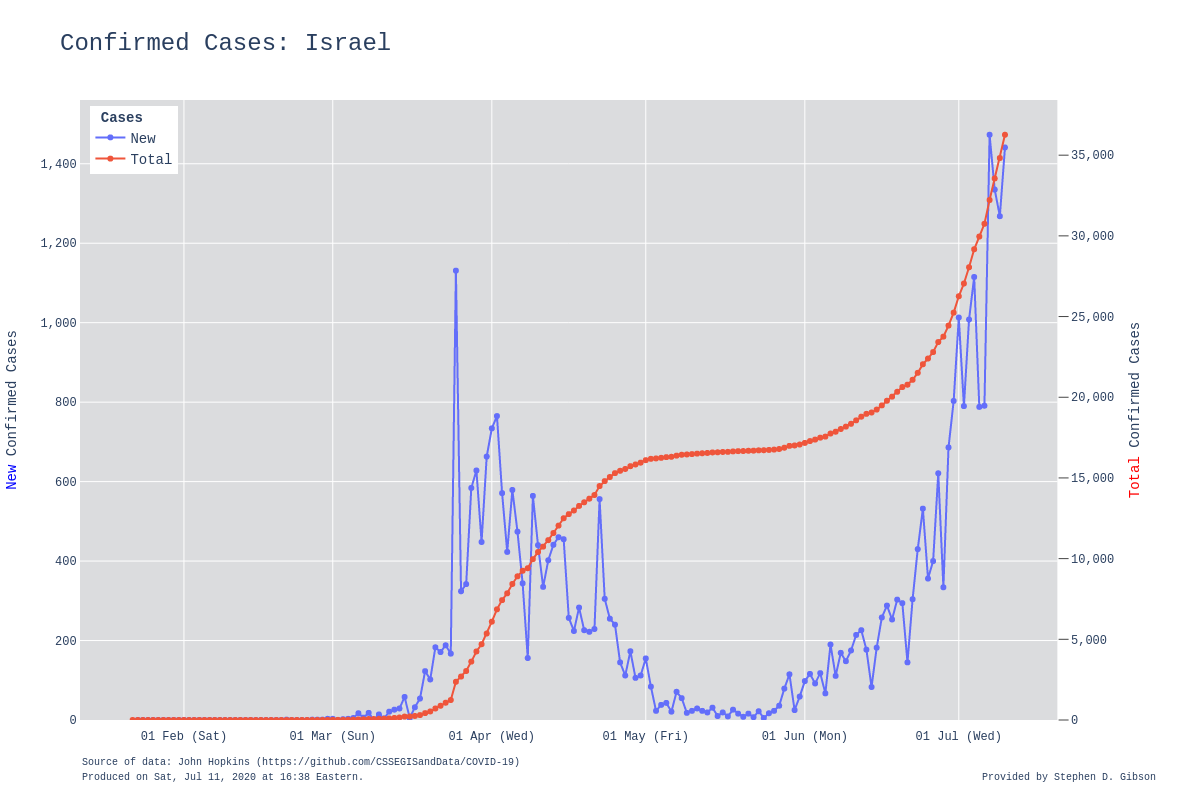 Confirmed Cases: Israel
Cases
New
Total
1,400
1,200
1,000
800
600
400
200
0
35,000
30,000
25,000
20,000
15,000
10,000
5,000
0
New Confirmed Cases
Total Confirmed Cases
01 Feb (Sat)
01 Mar (Sun)
01 Apr (Wed)
01 May (Fri)
01 Jun (Mon)
01 Jul (Wed)
Source of data: John Hopkins (https://github.com/CSSEGISandData/COVID-19)
Produced on Sat, Jul 11, 2020 at 16:38 Eastern.
Provided by Stephen D. Gibson